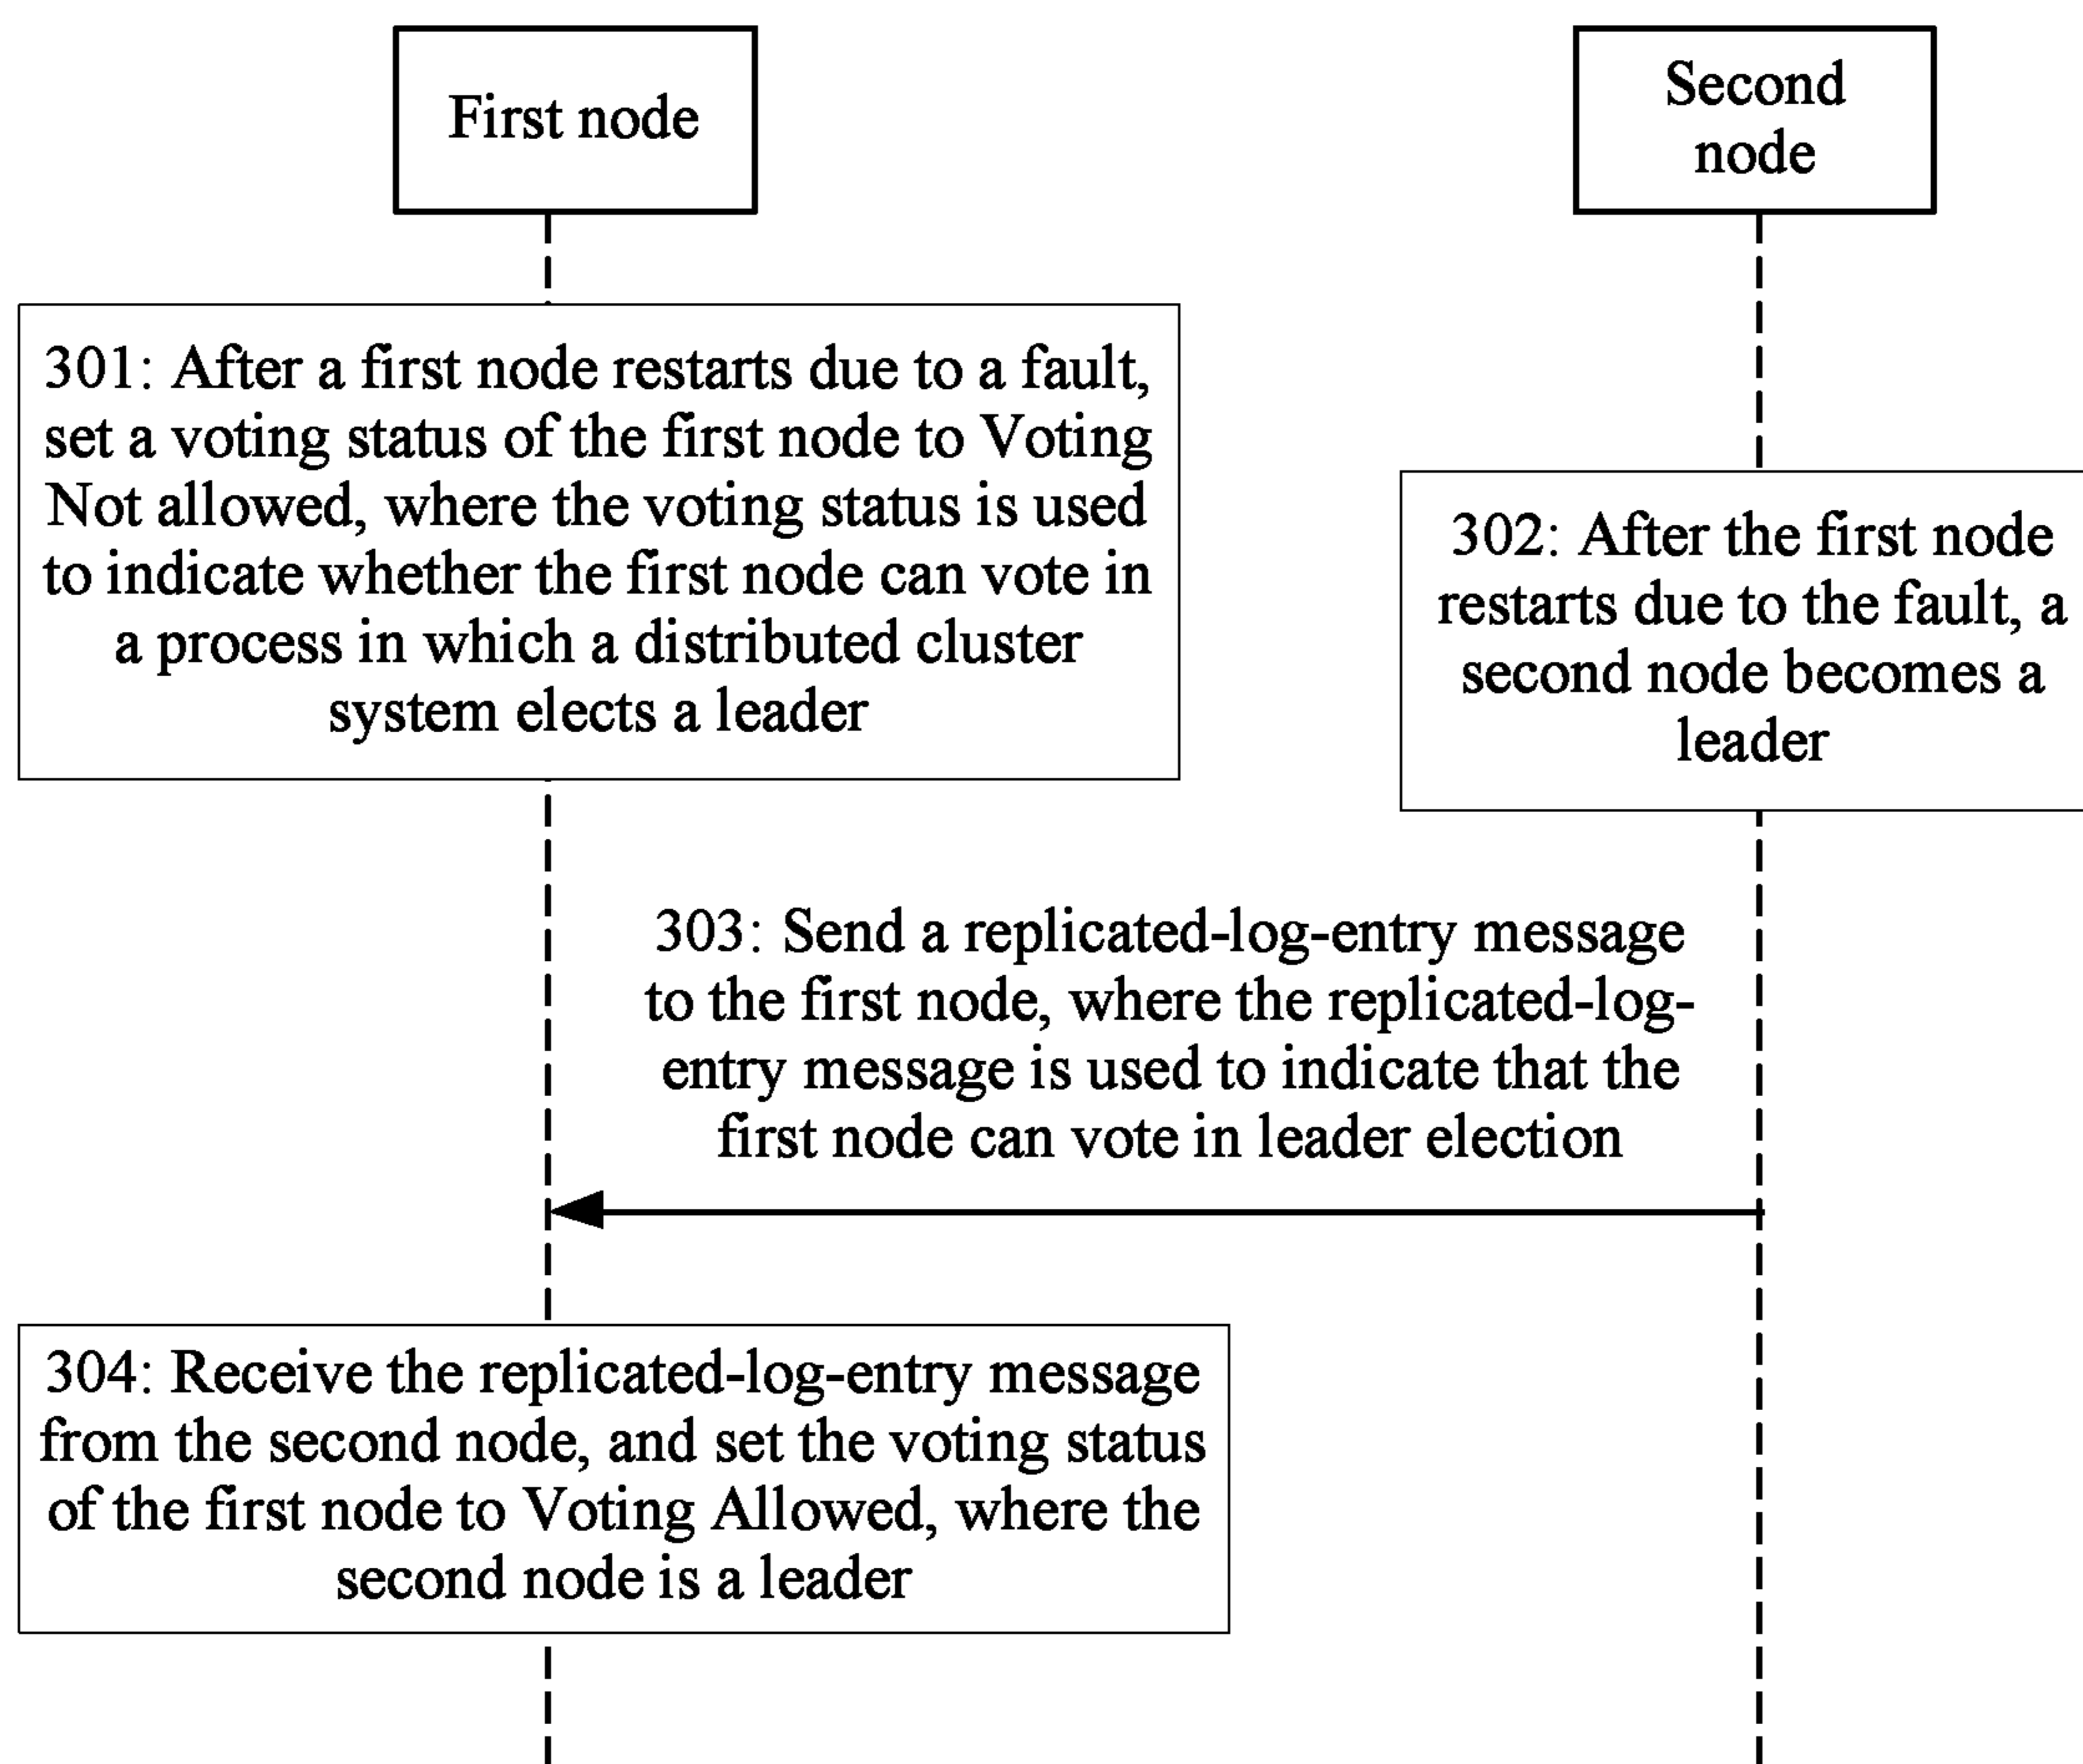 First node
Second
node
301: After a first node restarts due to a fault,
set a voting status of the first node to Voting
Not allowed, where the voting status is used
to indicate whether the first node can vote in
a process in which a distributed cluster
system elects a leader
302: After the first node
restarts due to the fault, a
second node becomes a
leader
303: Send a replicated-log-entry message
to the first node, where the replicated-log-
entry message is used to indicate that the
first node can vote in leader election
304: Receive the replicated-log-entry message
from the second node, and set the voting status
of the first node to Voting Allowed, where the
second node is a leader